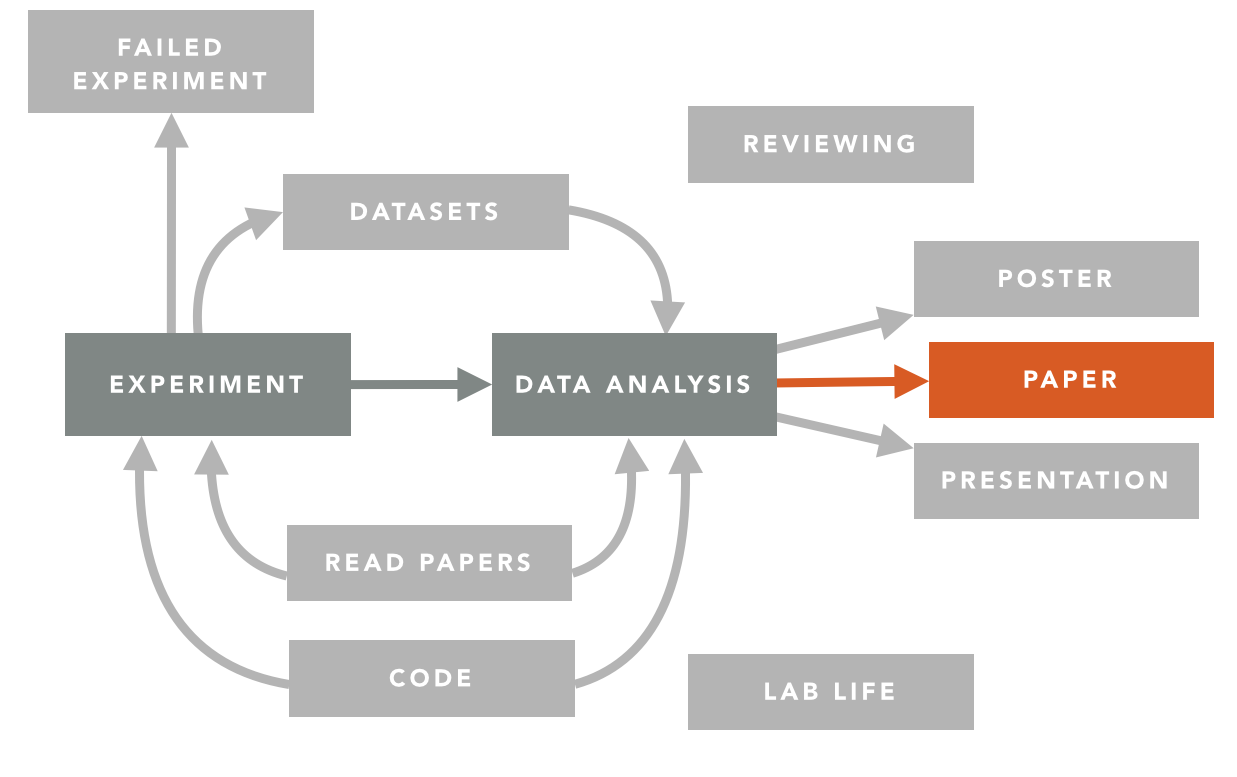 FAILED
EXPERIMENT
REVIEWING
DATASETS
POSTER
EXPERIMENT
DATA ANALYSIS
PAPER
PRESENTATION
READ PAPERS
CODE
LAB LIFE